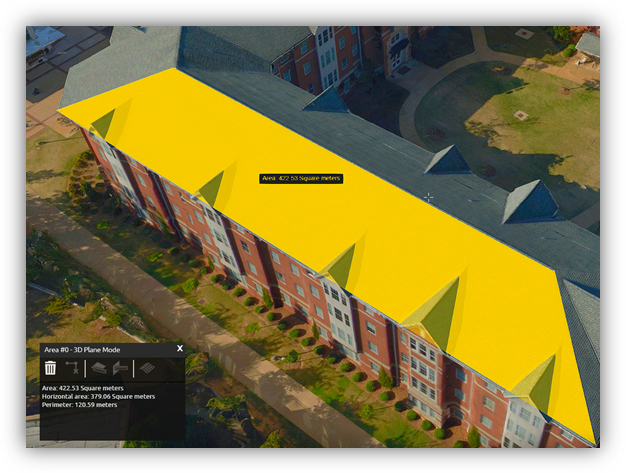 Area: 422.53 Square meters
Area #0 - 3D Plane Mode X
Area: 422.53 Square meters
Horizontal area: 379.06 Square meters
Perimeter: 120.59 meters